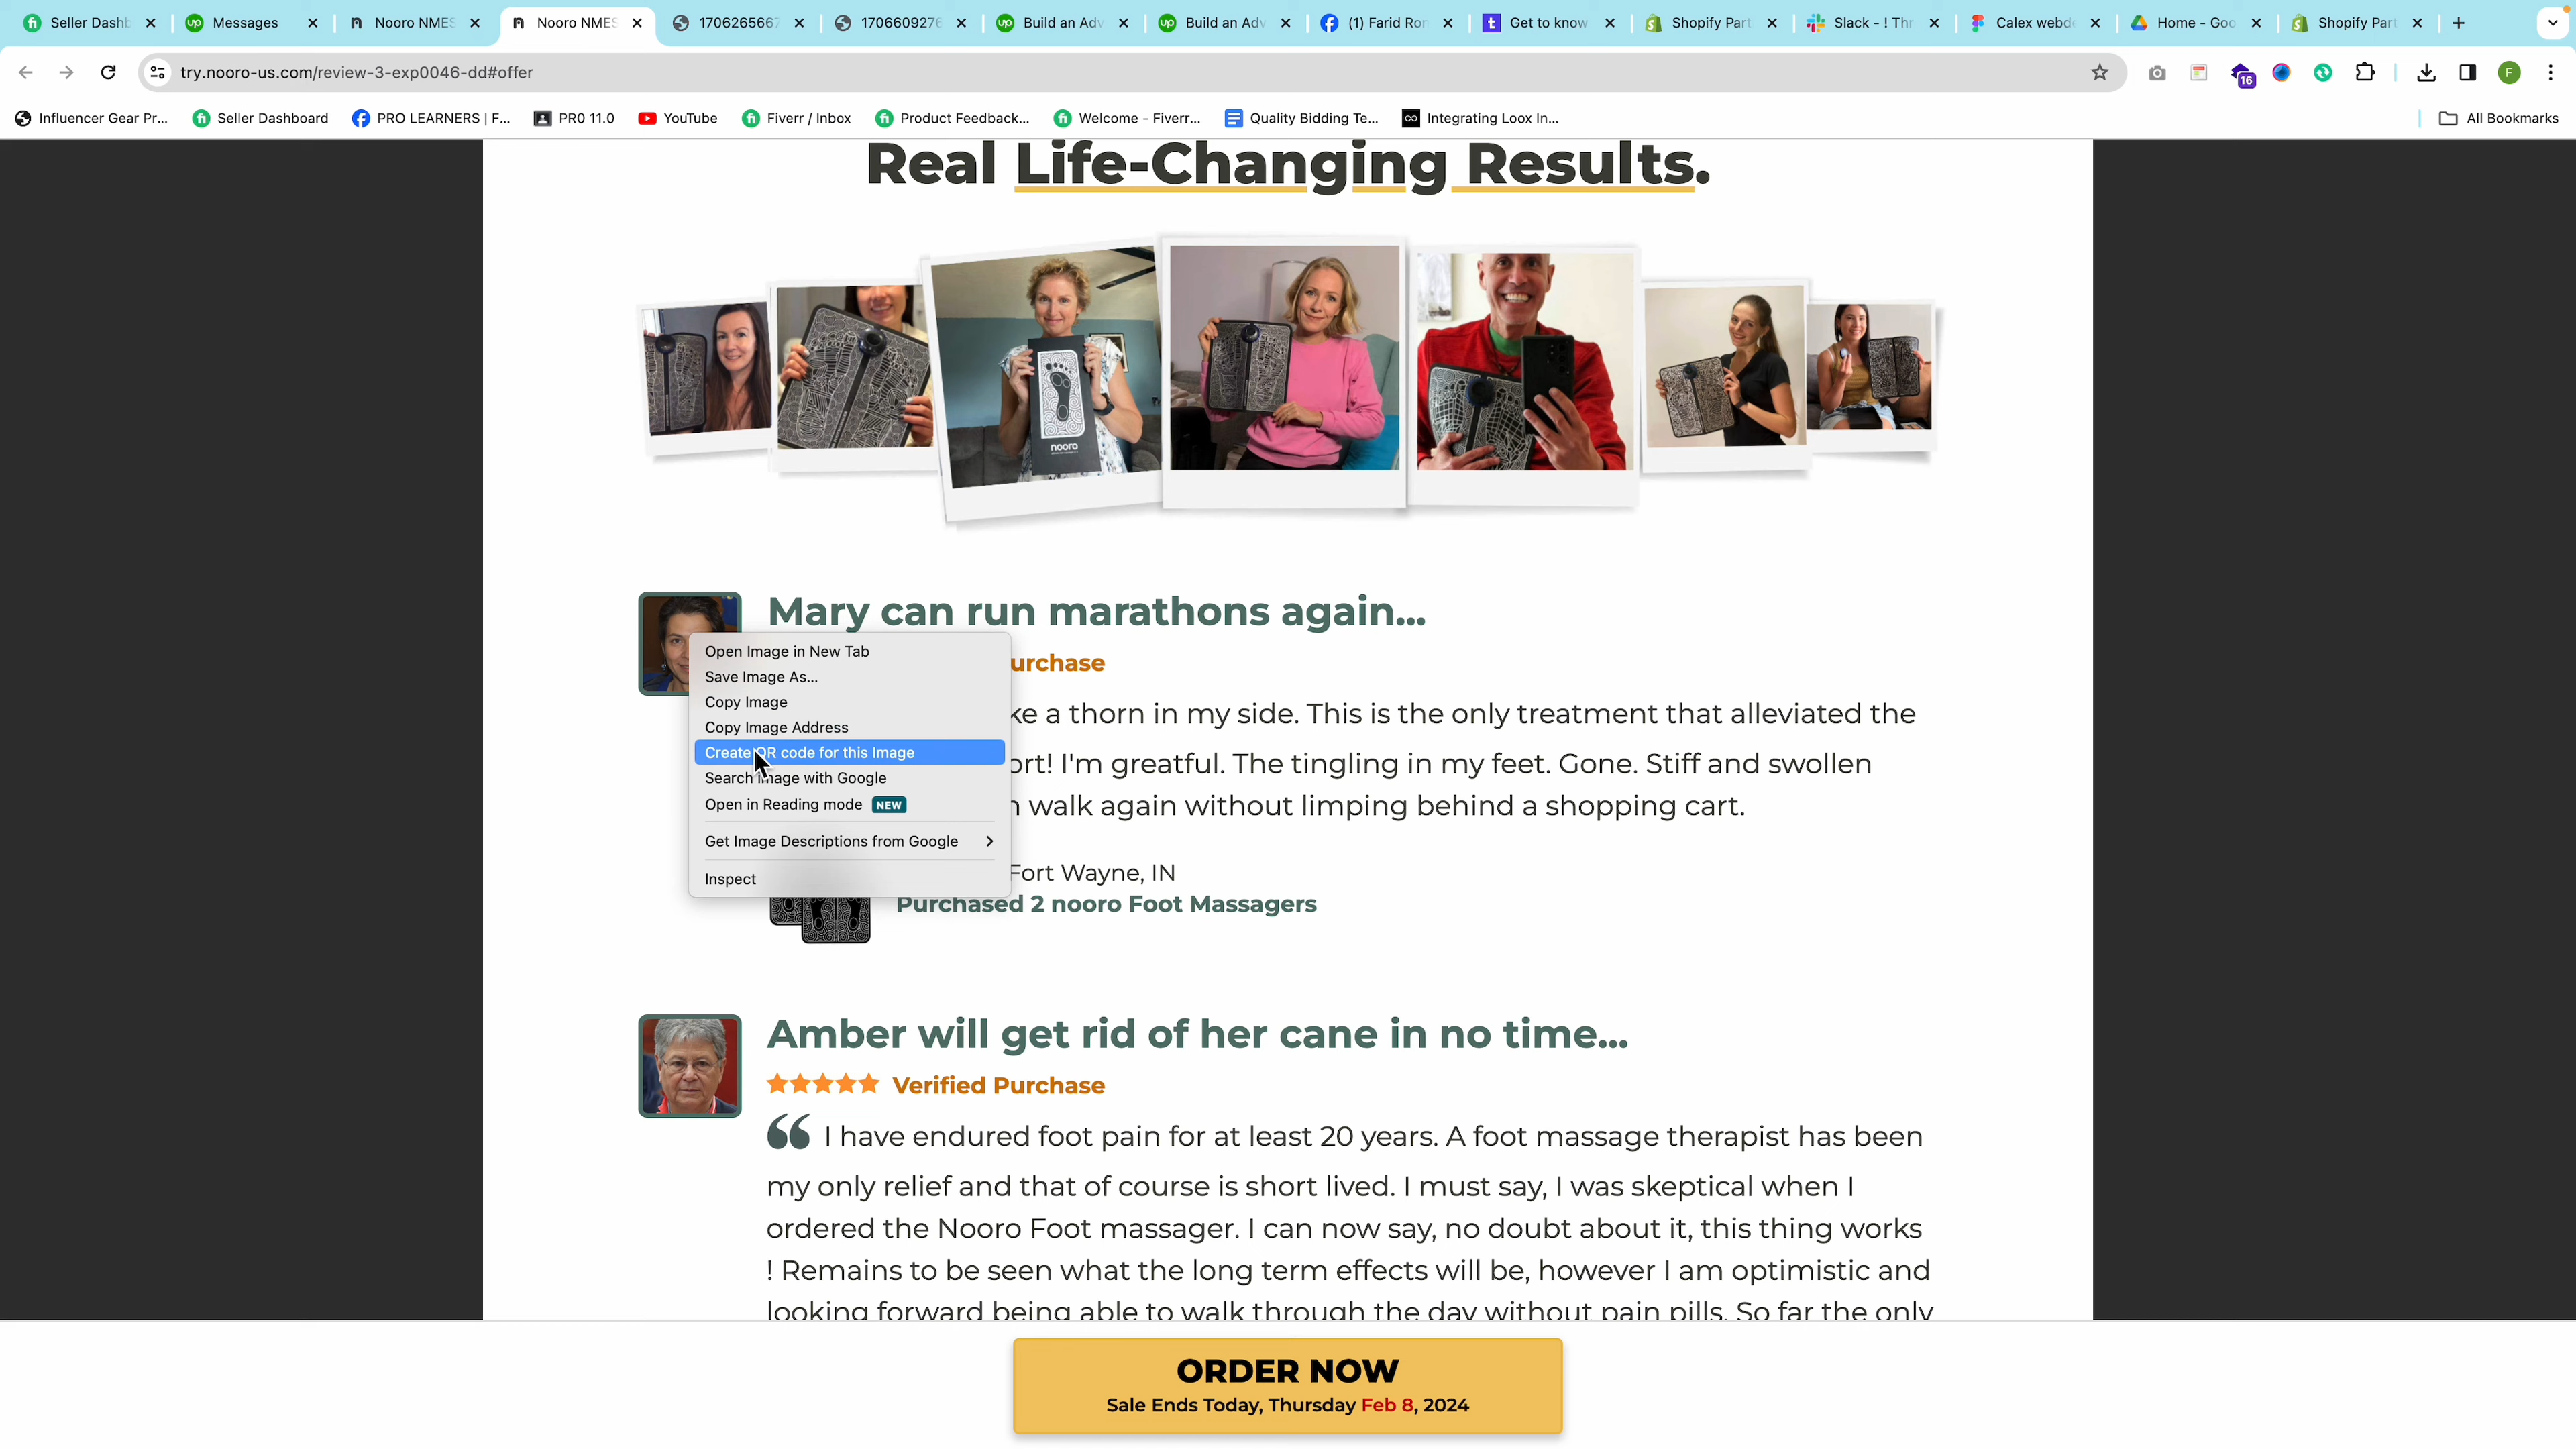 Seller Dashb
Messages
Nooro NMES
Nooro NMES
1706265667
1706609276
Build an Adv
Build an Adv
(1) Farid Ron
Get to know
Shopify Part
Slack - ! Thr
Calex webde
Home - Goo
Shopify Part
try.nooro-us.com/review-3-exp0046-dd#offer
16
F
Influencer Gear Pr...
Seller Dashboard
PRO LEARNERS | F...
PR0 11.0
YouTube
Fiverr / Inbox
Product Feedback...
Welcome - Fiverr...
Quality Bidding Te...
Integrating Loox In...
All Bookmarks
Real Life-Changing Results.
nooro
Mary can run marathons again...
urchase
ke a thorn in my side. This is the only treatment that alleviated the
ort! I'm greatful. The tingling in my feet. Gone. Stiff and swollen
n walk again without limping behind a shopping cart.
Fort Wayne, IN
Purchased 2 nooro Foot Massagers
Open Image in New Tab
Save Image As...
Copy Image
Copy Image Address
Create QR code for this Image
Search Image with Google
Open in Reading mode NEW
Get Image Descriptions from Google
Inspect
Amber will get rid of her cane in no time...
Verified Purchase
“ I have endured foot pain for at least 20 years. A foot massage therapist has been
my only relief and that of course is short lived. I must say, I was skeptical when I
ordered the Nooro Foot massager. I can now say, no doubt about it, this thing works
! Remains to be seen what the long term effects will be, however I am optimistic and
looking forward being able to walk through the day without pain pills. So far the only
ORDER NOW
Sale Ends Today, Thursday Feb 8, 2024